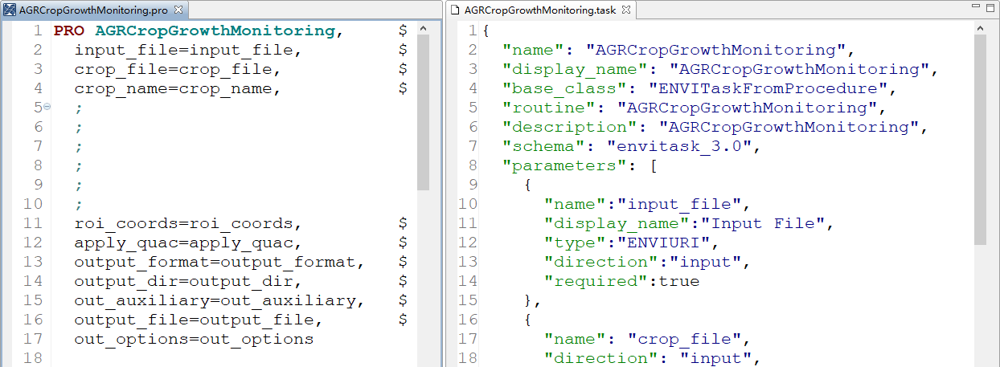 AGRCropGrowthMonitoring.pro
1 PRO AGRCropGrowthMonitoring, $
2 input_file=input_file, $
3 crop_file=crop_file, $
4 crop_name=crop_name, $
5 ;
6 ;
7 ;
8 ;
9 ;
10 ;
11 roi_coords=roi_coords, $
12 apply_quac=apply_quac, $
13 output_format=output_format, $
14 output_dir=output_dir, $
15 out_auxiliary=out_auxiliary, $
16 output_file=output_file, $
17 out_options=out_options
18
AGRCropGrowthMonitoring.task
1 {
2 "name": "AGRCropGrowthMonitoring",
3 "display_name": "AGRCropGrowthMonitoring",
4 "base_class": "ENVITaskFromProcedure",
5 "routine": "AGRCropGrowthMonitoring",
6 "description": "AGRCropGrowthMonitoring",
7 "schema": "envitask_3.0",
8 "parameters": [
9 {
10 "name":"input_file",
11 "display_name":"Input File",
12 "type":"ENVIURI",
13 "direction":"input",
14 "required":true
15 },
16 {
17 "name": "crop_file",
18 "direction": "input",